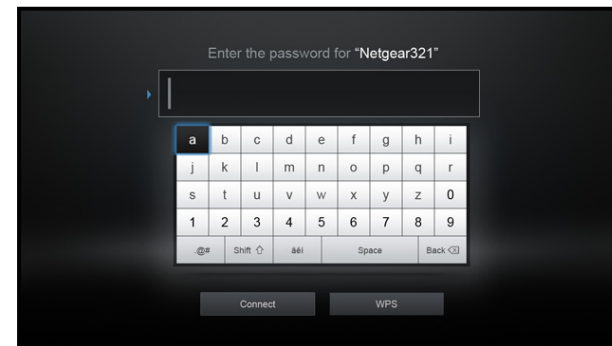 Enter the password for “Netgear321”
a b c d e f g h i
j k l m n o p q r
s t u v w x y z 0
1 2 3 4 5 6 7 8 9
.@# Shift âëì Space Back
Connect WPS